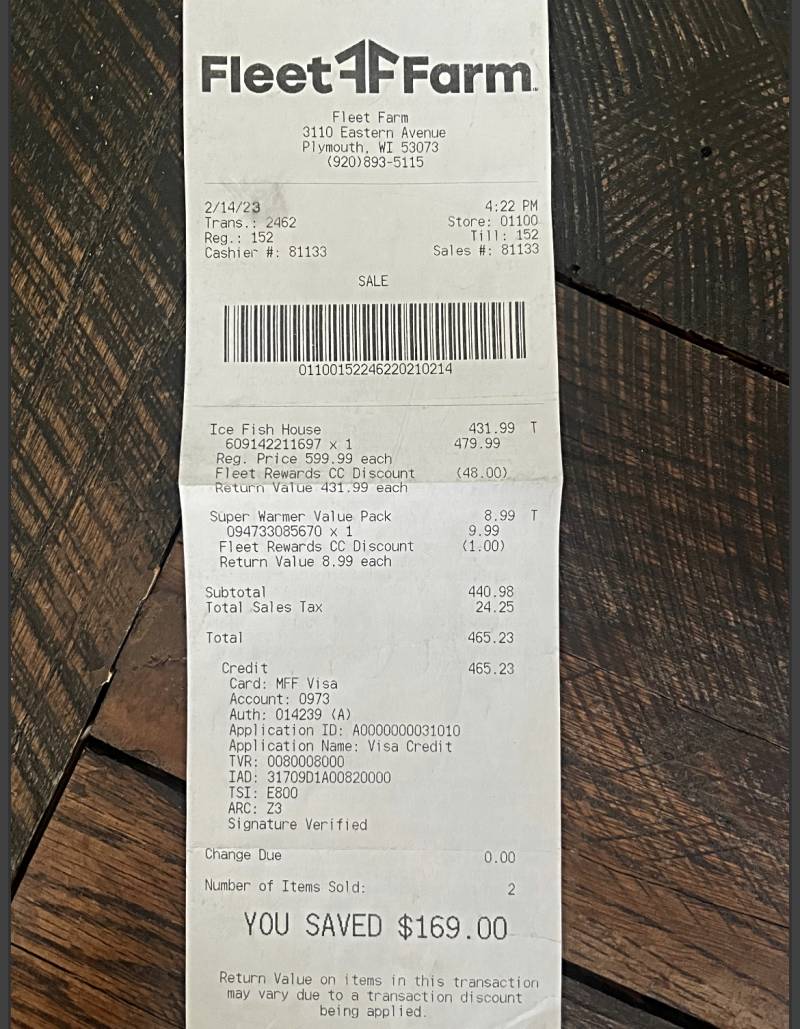 Fleet Farm
Fleet Farm
3110 Eastern Avenue
Plymouth, WI 53073
(920)893-5115
2/14/23 4:22 PM
Trans.: 2462 Store: 01100
Reg.: 152 Till: 152
Cashier #: 81133 Sales #: 81133
SALE
01100152246220210214
Ice Fish House 431.99 T
609142211697 x 1 479.99
Reg. Price 599.99 each
Fleet Rewards CC Discount (48.00)
Return Value 431.99 each
Super Warmer Value Pack 8.99 T
094733085670 x 1 9.99
Fleet Rewards CC Discount (1.00)
Return Value 8.99 each
Subtotal 440.98
Total Sales Tax 24.25
Total 465.23
Credit 465.23
Card: MFF Visa
Account: 0973
Auth: 014239 (A)
Application ID: A0000000031010
Application Name: Visa Credit
TVR: 0080008000
IAD: 31709D1A00820000
TSI: E800
ARC: Z3
Signature Verified
Change Due 0.00
Number of Items Sold: 2
YOU SAVED $169.00
Return Value on items in this transaction
may vary due to a transaction discount
being applied.